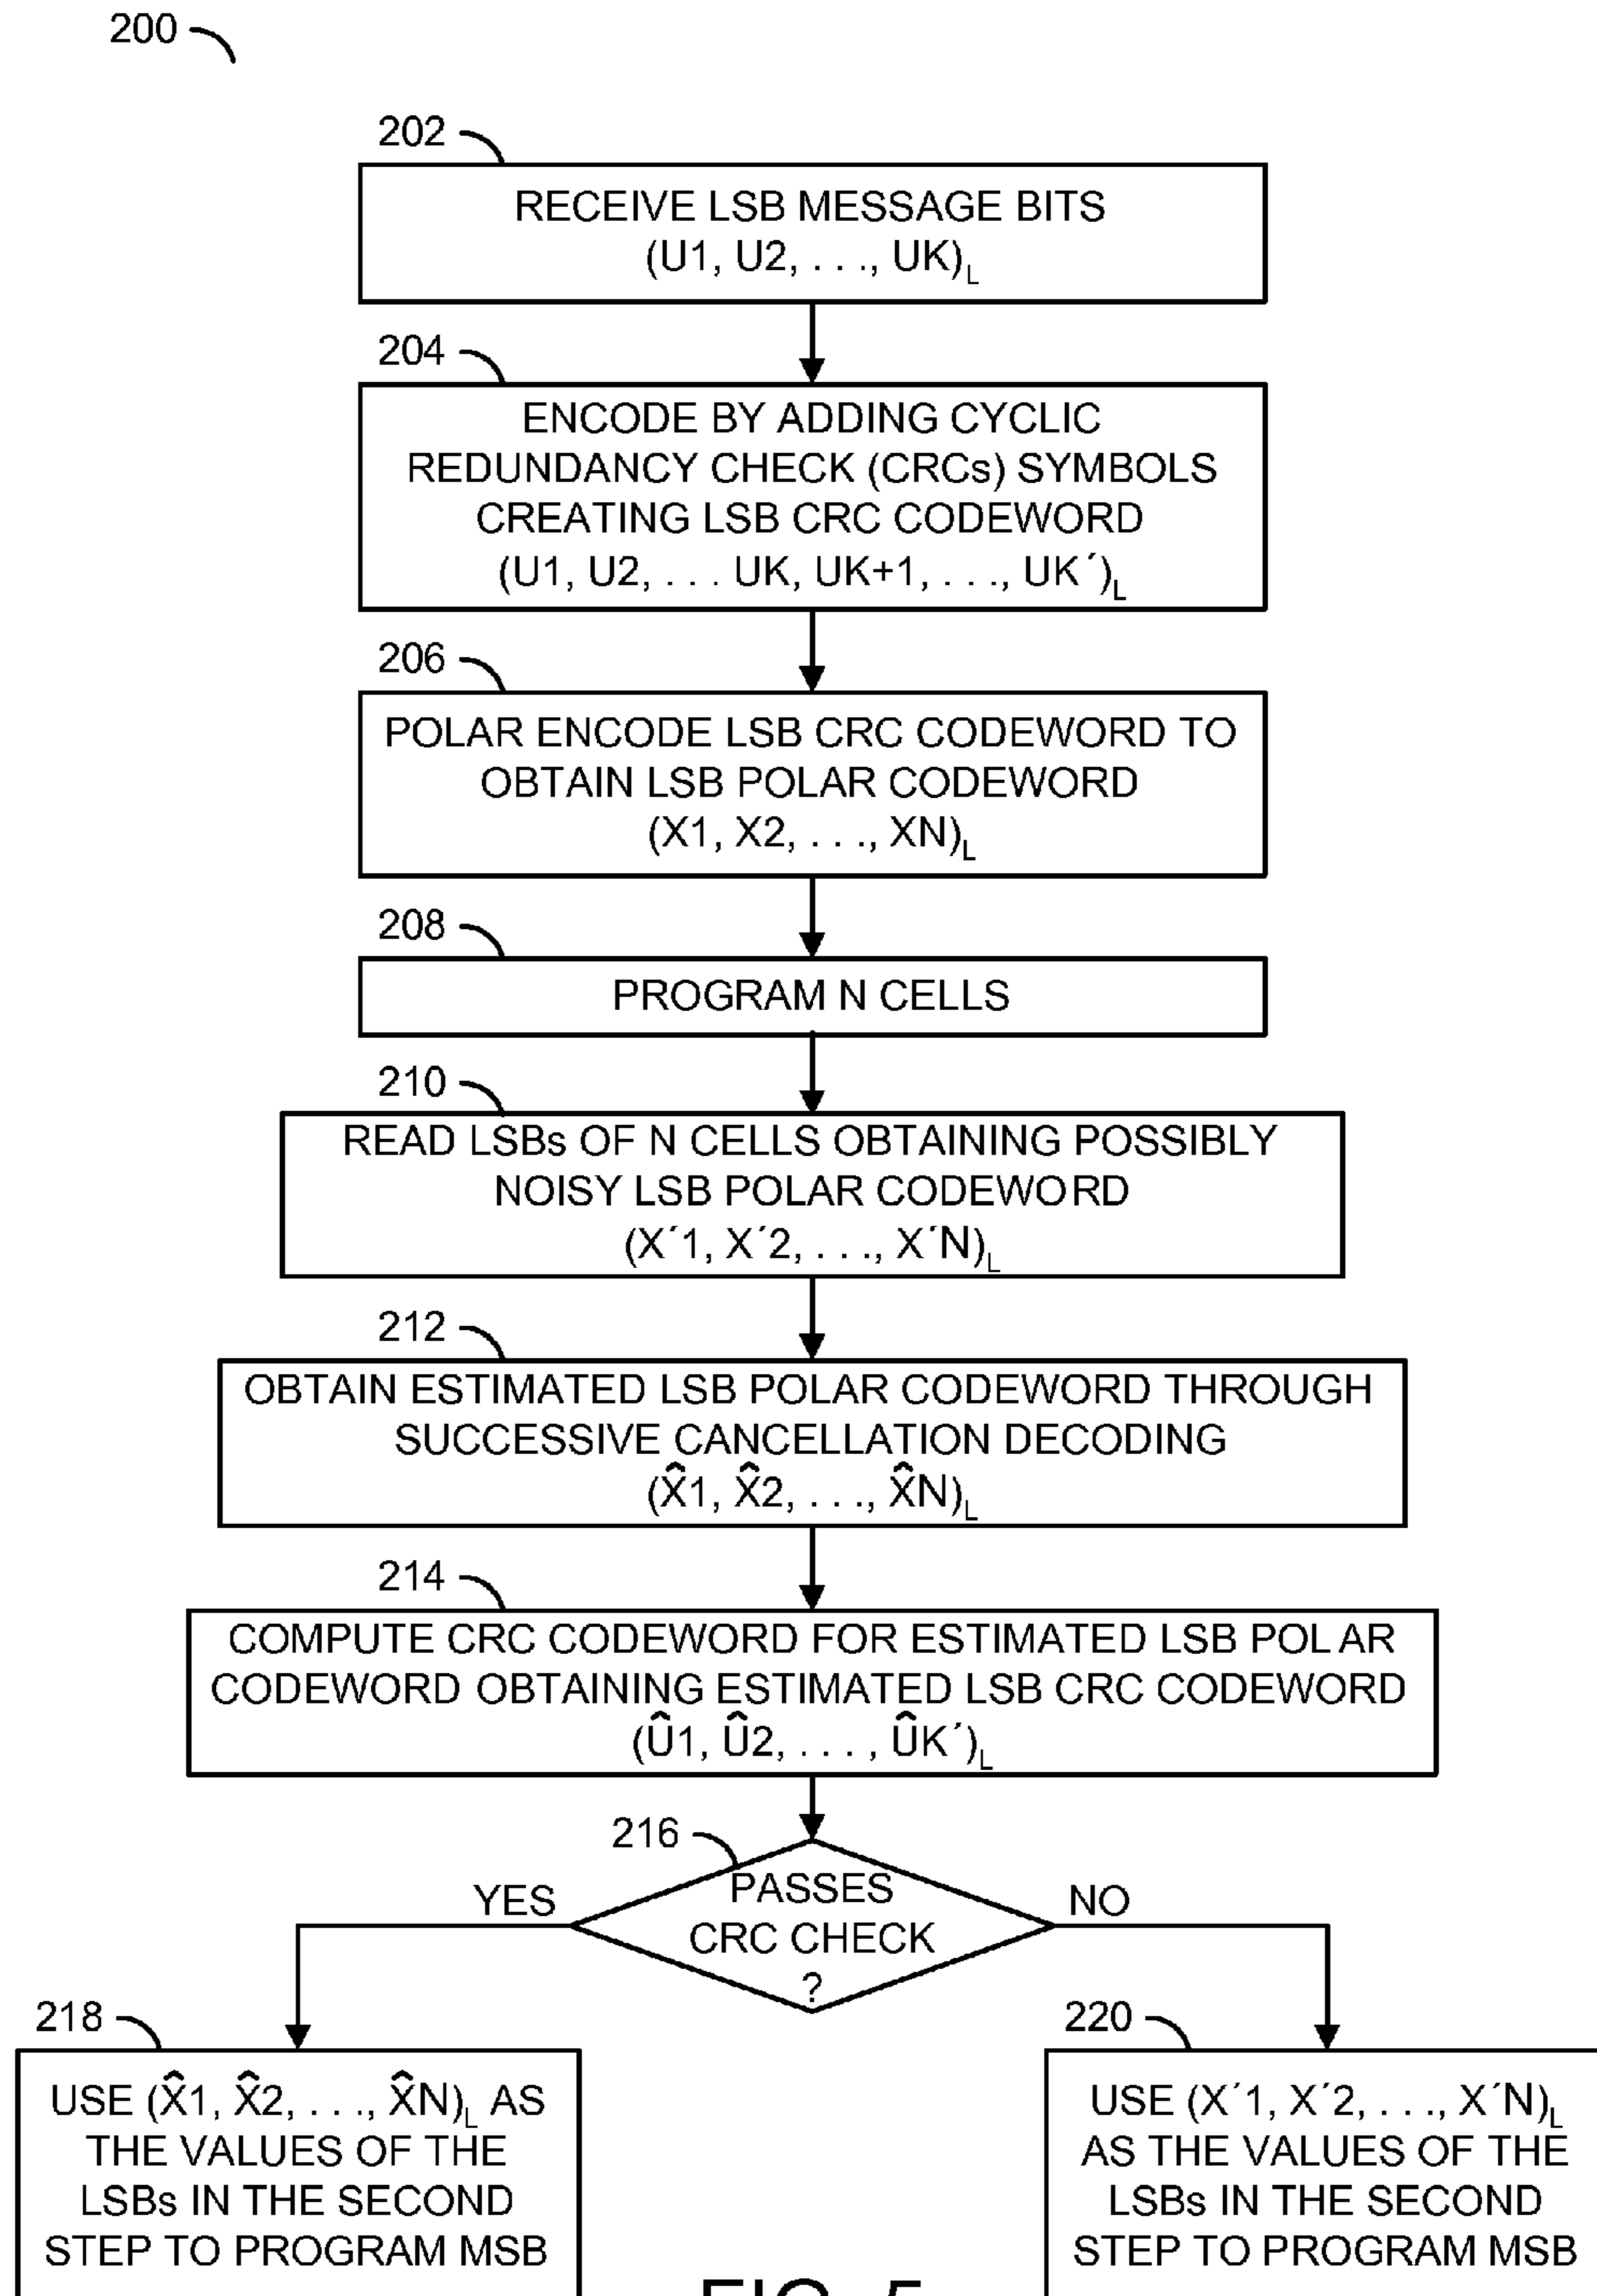 200
202
RECEIVE LSB MESSAGE BITS
(U1, U2, . . ., UK)L
204
ENCODE BY ADDING CYCLIC
REDUNDANCY CHECK (CRCs) SYMBOLS
CREATING LSB CRC CODEWORD
(U1, U2, . . . UK, UK+1, . . ., UK´)L
206
POLAR ENCODE LSB CRC CODEWORD TO
OBTAIN LSB POLAR CODEWORD
(X1, X2, . . ., XN)L
208
PROGRAM N CELLS
210
READ LSBs OF N CELLS OBTAINING POSSIBLY
NOISY LSB POLAR CODEWORD
(X´1, X´2, . . ., X´N)L
212
OBTAIN ESTIMATED LSB POLAR CODEWORD THROUGH
SUCCESSIVE CANCELLATION DECODING
(X̂1, X̂2, . . ., X̂N)L
214
COMPUTE CRC CODEWORD FOR ESTIMATED LSB POLAR
CODEWORD OBTAINING ESTIMATED LSB CRC CODEWORD
(Û1, Û2, . . . , ÛK´)L
216
PASSES
CRC CHECK
?
YES
NO
218
USE (X̂1, X̂2, . . ., X̂N)L AS
THE VALUES OF THE
LSBs IN THE SECOND
STEP TO PROGRAM MSB
220
USE (X´1, X´2, . . ., X´N)L
AS THE VALUES OF THE
LSBs IN THE SECOND
STEP TO PROGRAM MSB
FIG. 5